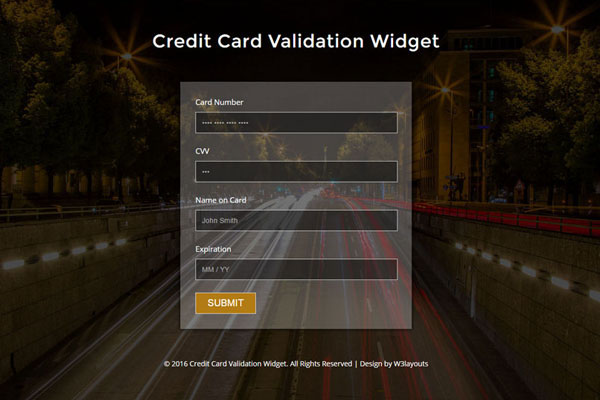 Credit Card Validation Widget
Card Number
•••• •••• •••• ••••
CVV
•••
Name on Card
John Smith
Expiration
MM / YY
SUBMIT
© 2016 Credit Card Validation Widget. All Rights Reserved | Design by W3layouts